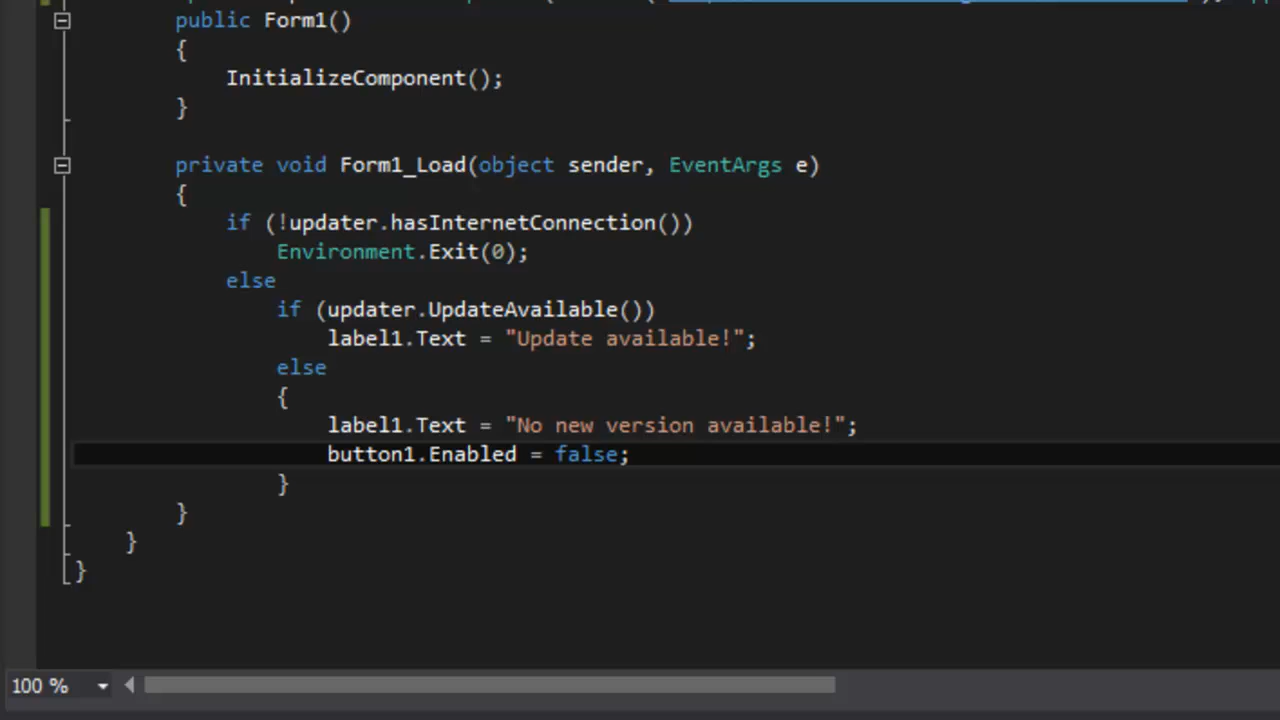 public Form1()
{
InitializeComponent();
}
private void Form1_Load(object sender, EventArgs e)
{
if (!updater.hasInternetConnection())
Environment.Exit(0);
else
if (updater.UpdateAvailable())
label1.Text = "Update available!";
else
{
label1.Text = "No new version available!";
button1.Enabled = false;
}
}
}
}
100 %